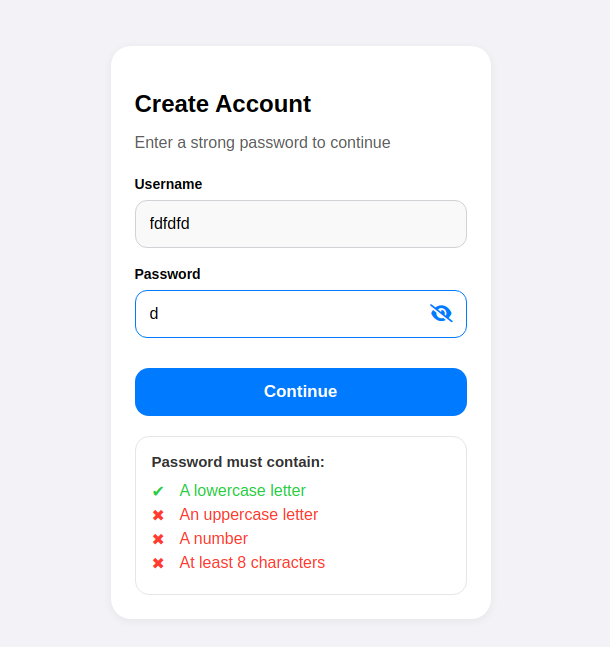 Create Account
Enter a strong password to continue
Username
fdfdfd
Password
d
Continue
Password must contain:
✔ A lowercase letter
✖ An uppercase letter
✖ A number
✖ At least 8 characters